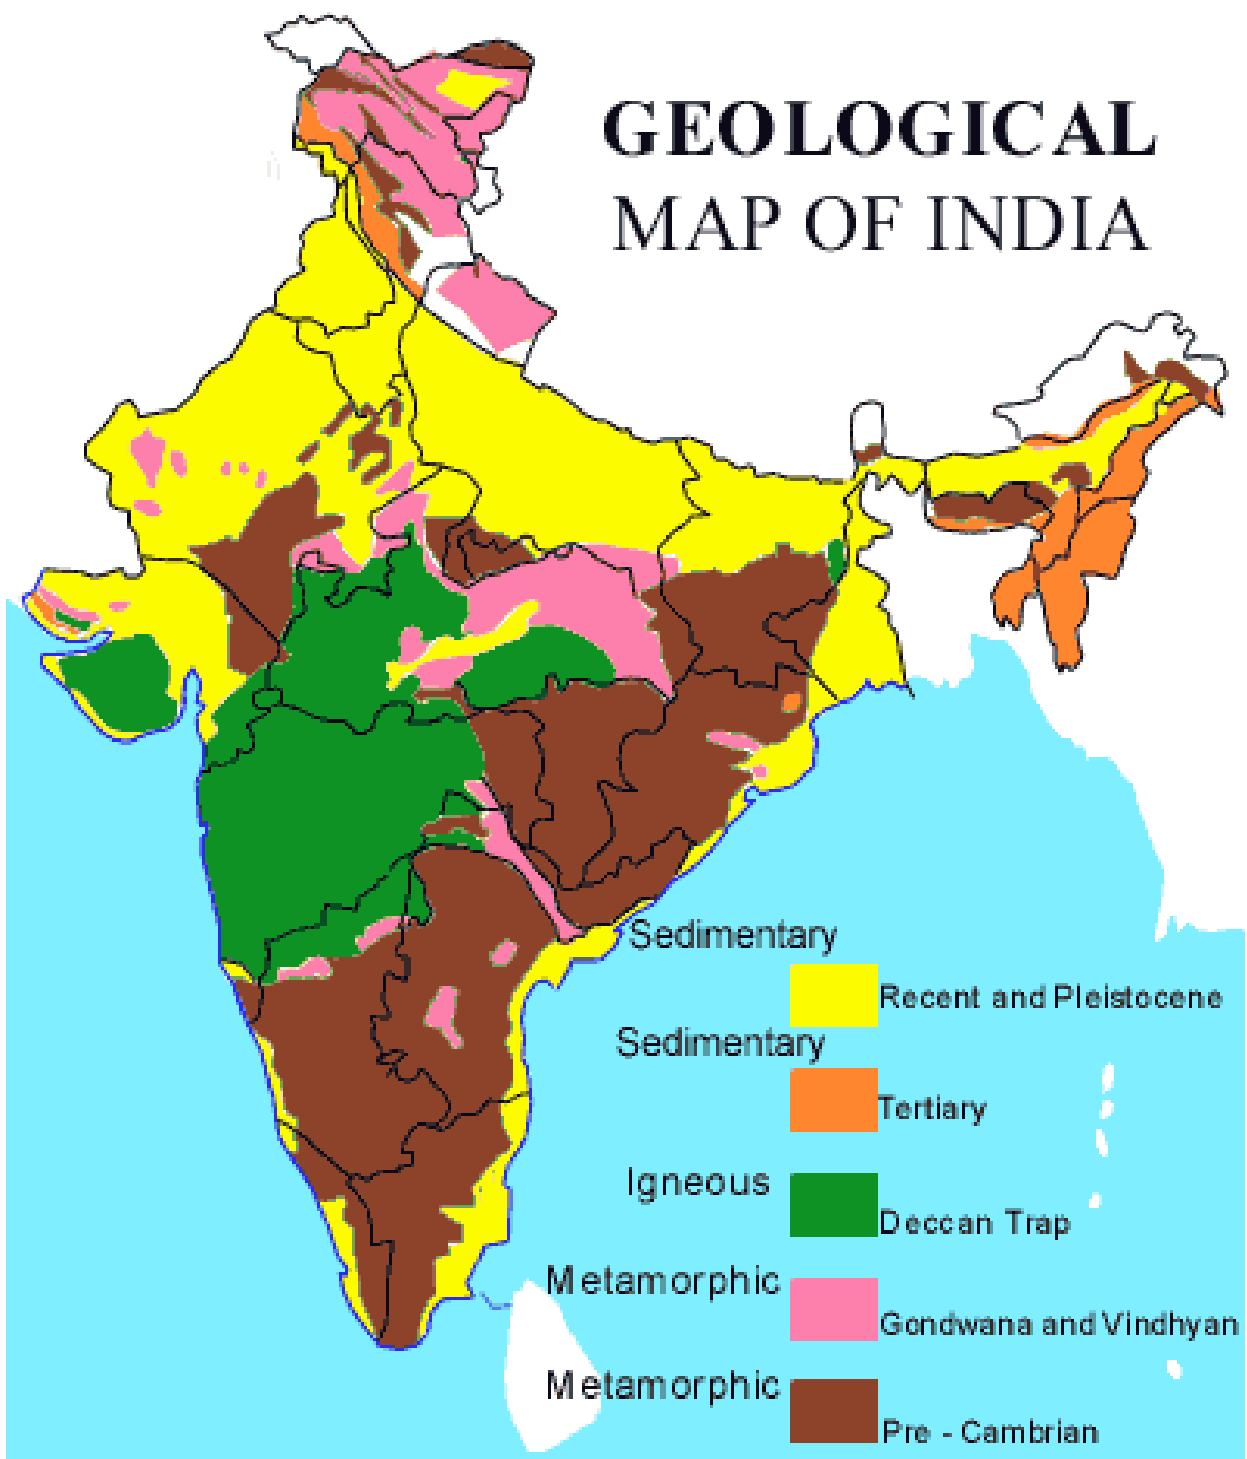 GEOLOGICAL
MAP OF INDIA
Sedimentary
Recent and Pleistocene
Sedimentary
Tertiary
Igneous
Deccan Trap
Metamorphic
Gondwana and Vindhyan
Metamorphic
Pre - Cambrian